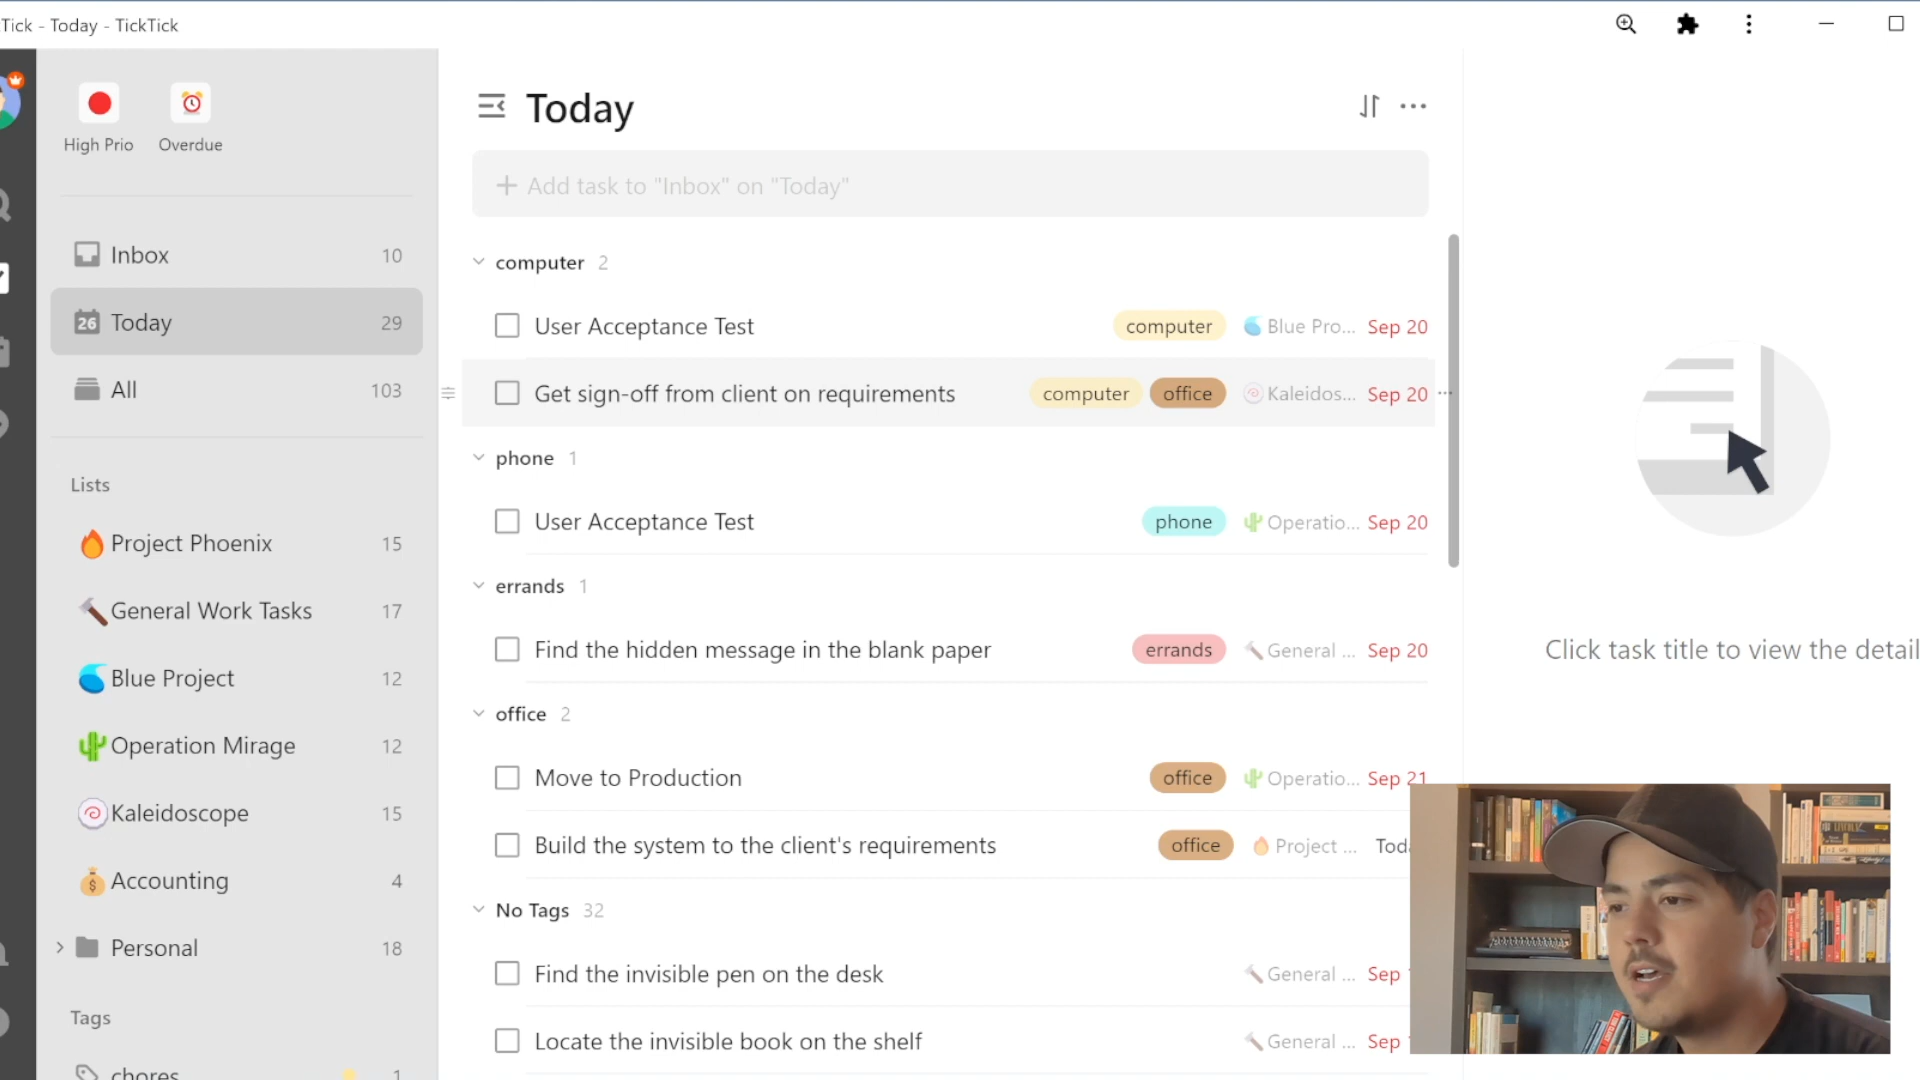 Tick - Today - TickTick
High Prio
Overdue
Inbox 10
26 Today 29
All 103
Lists
Project Phoenix 15
General Work Tasks 17
Blue Project 12
Operation Mirage 12
Kaleidoscope 15
Accounting 4
Personal 18
Tags
chores 1
Today
Add task to "Inbox" on "Today"
computer 2
User Acceptance Test computer Blue Pro... Sep 20
Get sign-off from client on requirements computer office Kaleidos... Sep 20
phone 1
User Acceptance Test phone Operatio... Sep 20
errands 1
Find the hidden message in the blank paper errands General ... Sep 20
office 2
Move to Production office Operatio... Sep 21
Build the system to the client's requirements office Project ... Toda
No Tags 32
Find the invisible pen on the desk General ... Sep
Locate the invisible book on the shelf General ... Sep
Click task title to view the detail